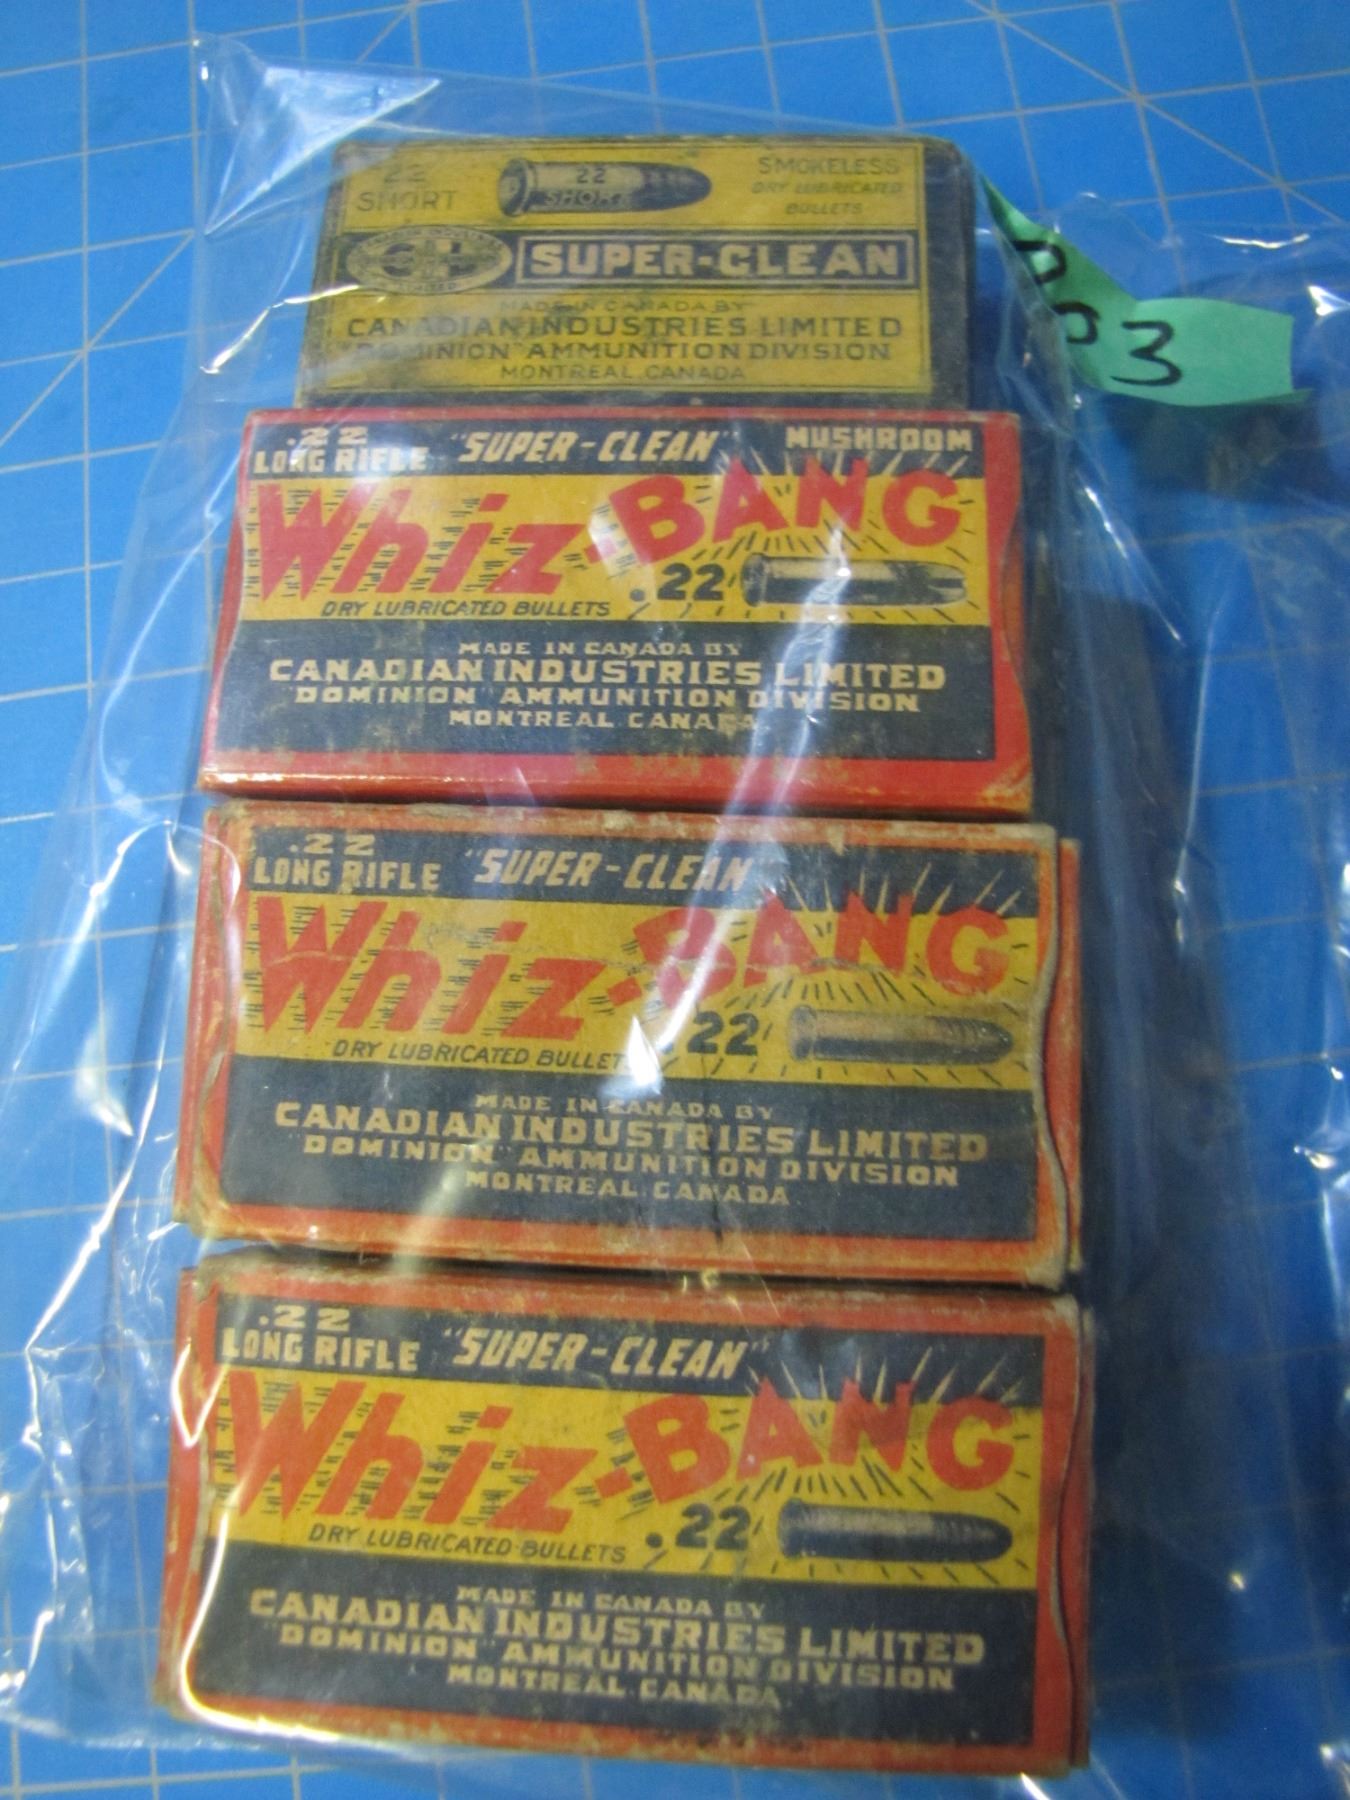 22
SHORT
22
SHORT
SMOKELESS
DRY LUBRICATED
BULLETS
SUPER-CLEAN
MADE IN CANADA BY
CANADIAN INDUSTRIES LIMITED
"DOMINION" AMMUNITION DIVISION
MONTREAL, CANADA
3
.22
LONG RIFLE
"SUPER-CLEAN"
MUSHROOM
Whiz-BANG
.22
DRY LUBRICATED BULLETS
MADE IN CANADA BY
CANADIAN INDUSTRIES LIMITED
"DOMINION" AMMUNITION DIVISION
MONTREAL, CANADA
.22
LONG RIFLE
"SUPER-CLEAN"
Whiz-BANG
.22
DRY LUBRICATED BULLETS
MADE IN CANADA BY
CANADIAN INDUSTRIES LIMITED
"DOMINION" AMMUNITION DIVISION
MONTREAL, CANADA
.22
LONG RIFLE
"SUPER-CLEAN"
Whiz-BANG
.22
DRY LUBRICATED BULLETS
MADE IN CANADA BY
CANADIAN INDUSTRIES LIMITED
"DOMINION" AMMUNITION DIVISION
MONTREAL, CANADA